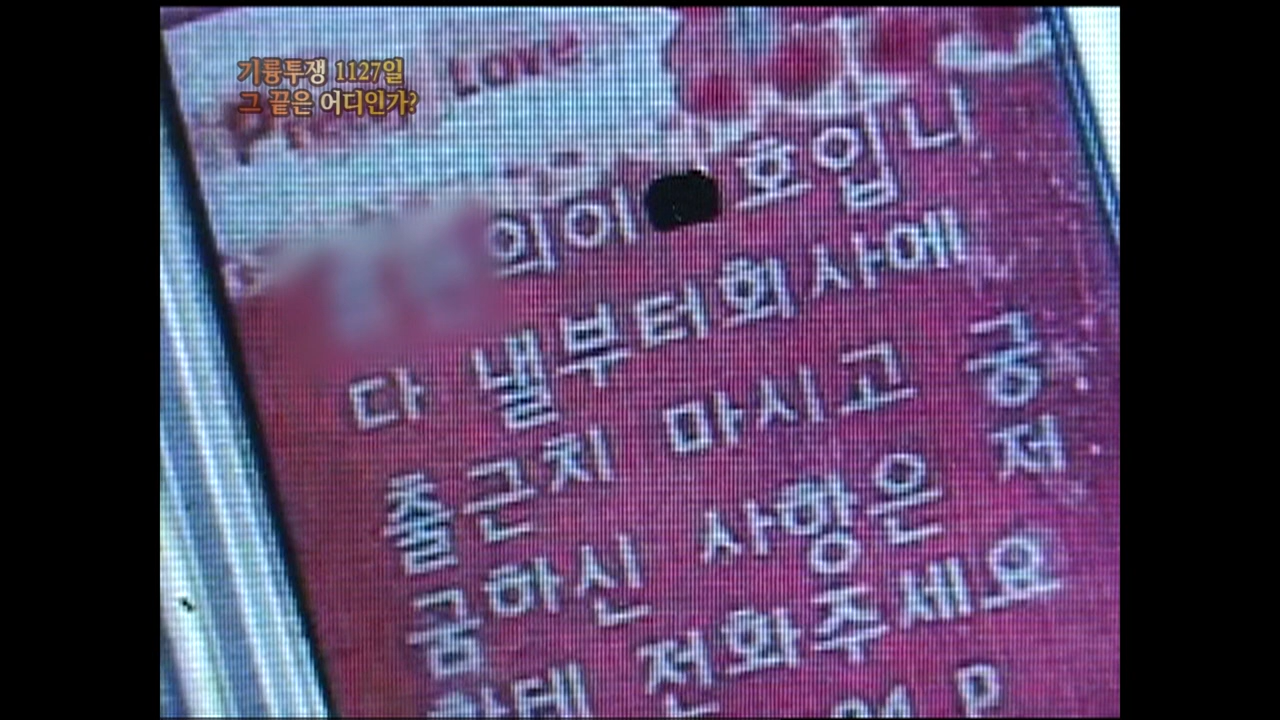 기륭투쟁 1127일
그 끝은 어디인가?
Love
의이 호입니
다 낼부터회사에
출근치 마시고 궁
굼하신 사항은 저
한테 전화주세요